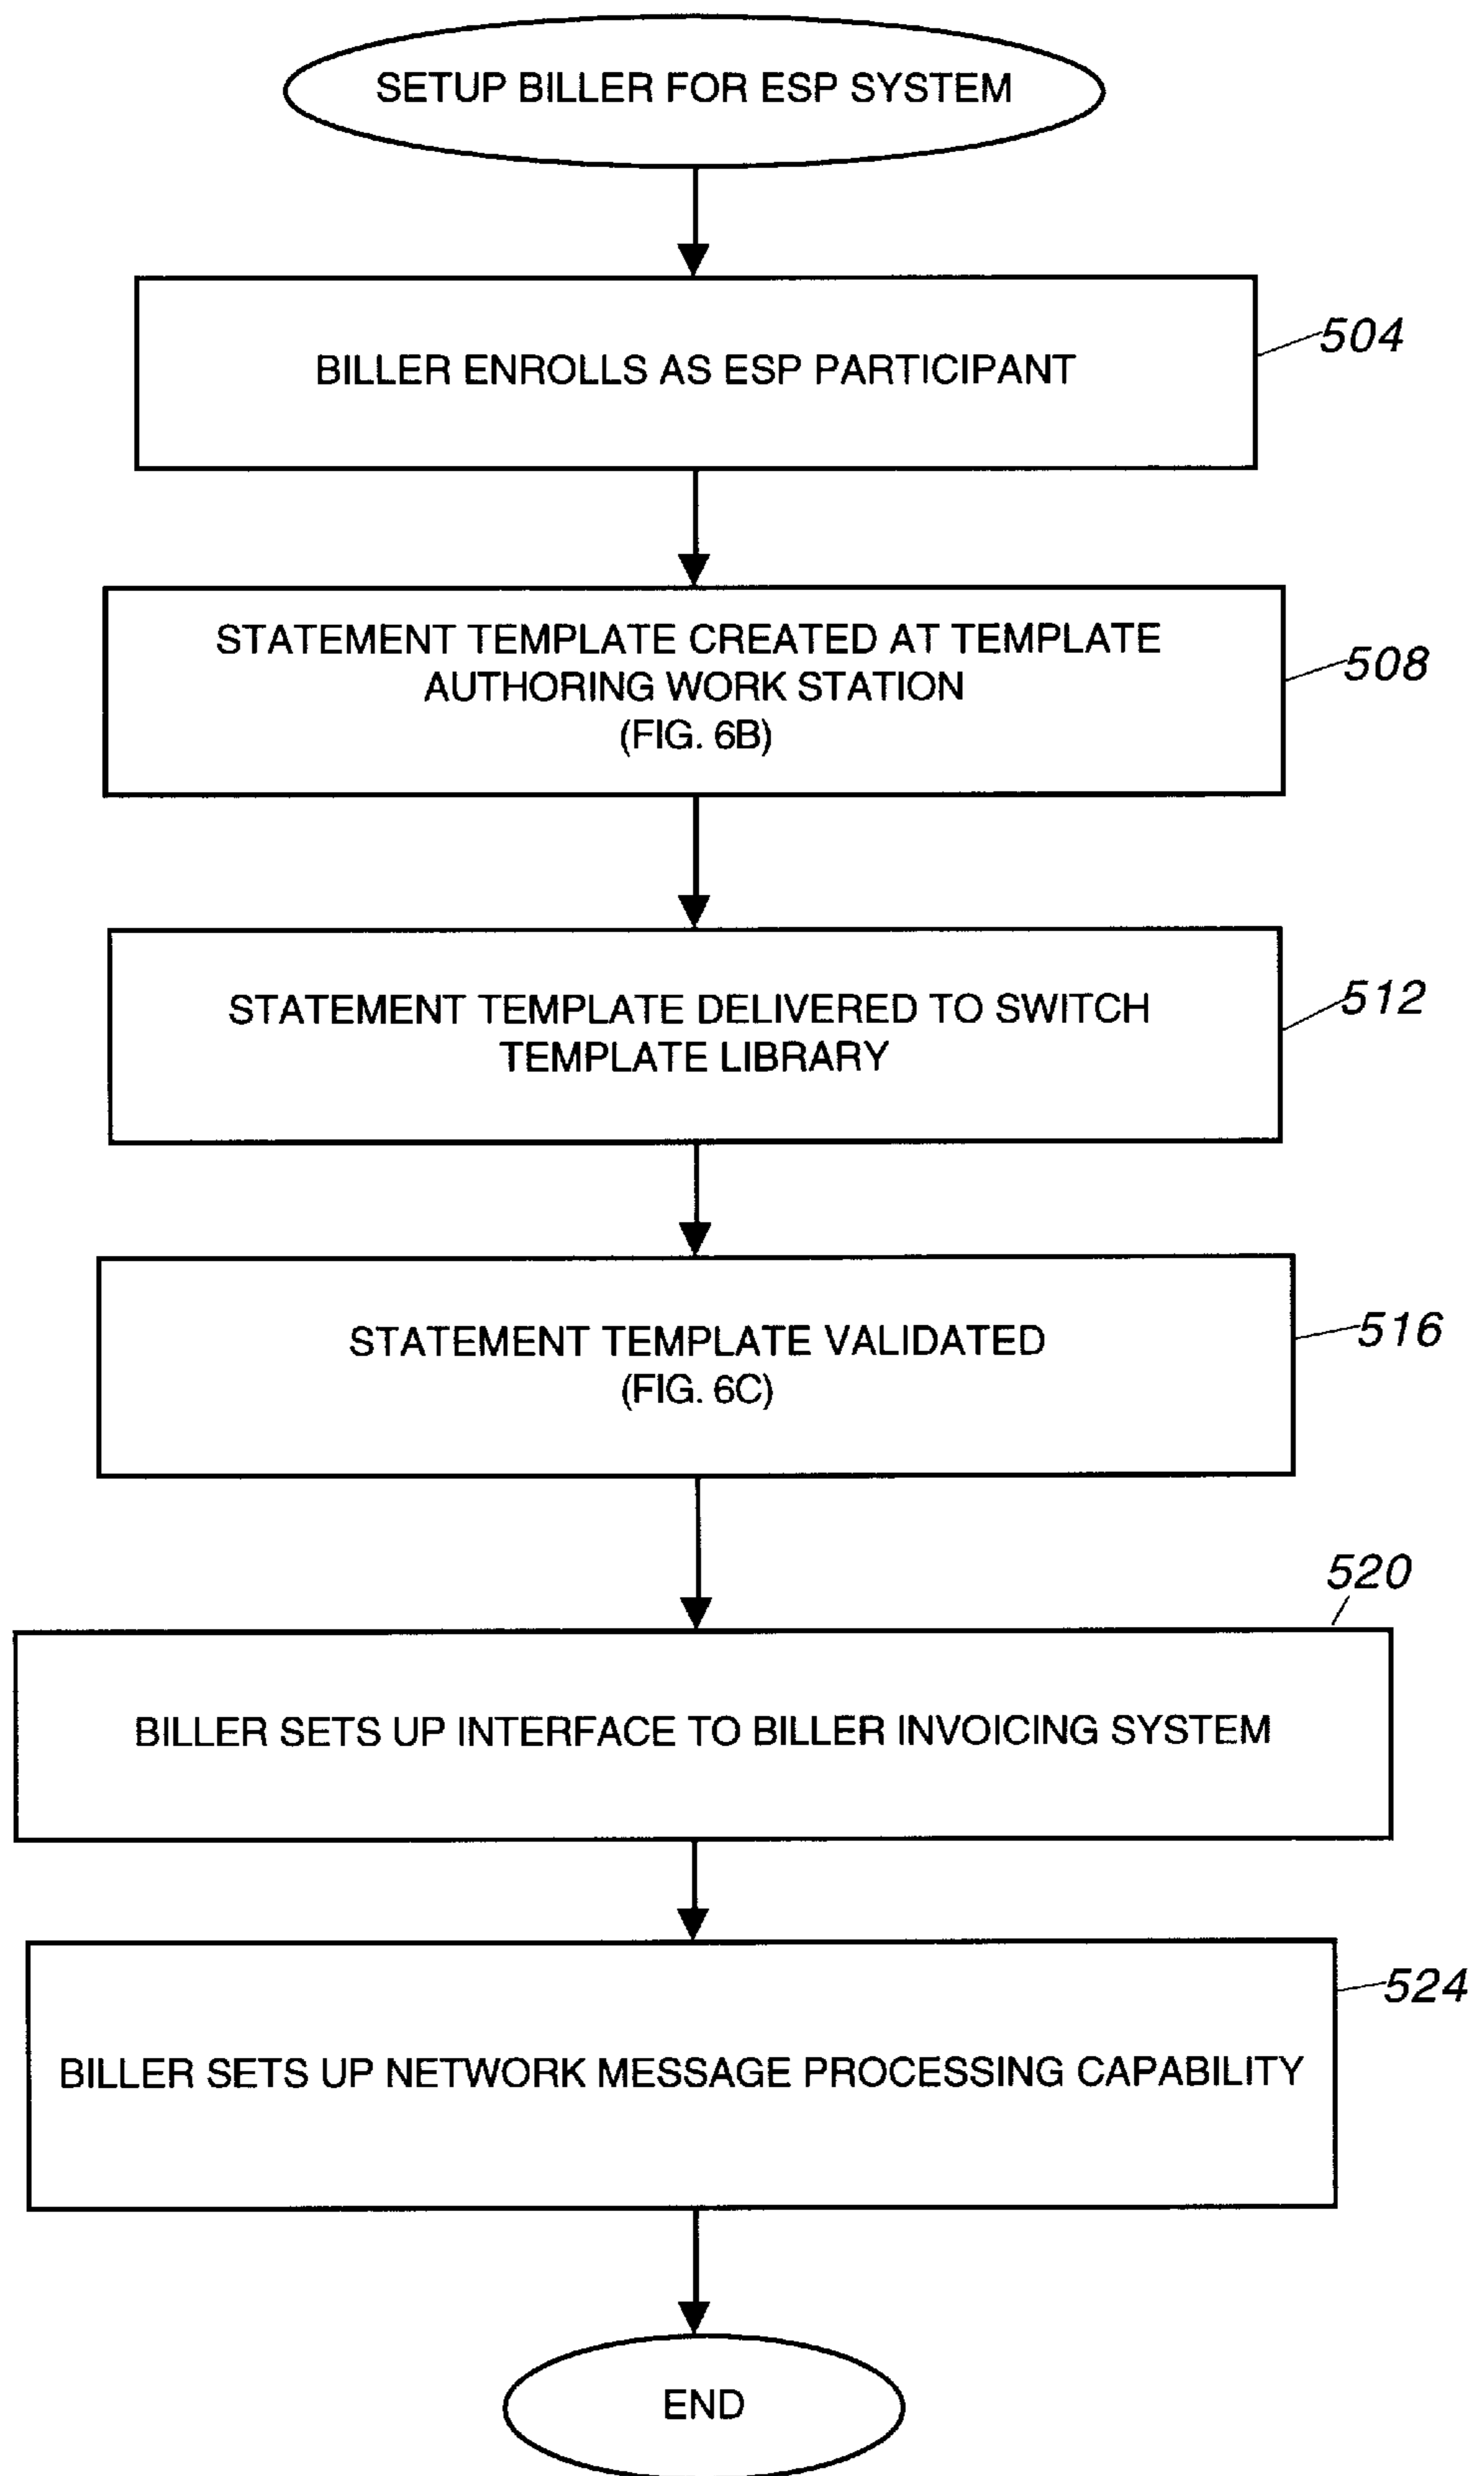 SETUP BILLER FOR ESP SYSTEM
BILLER ENROLLS AS ESP PARTICIPANT
504
STATEMENT TEMPLATE CREATED AT TEMPLATE
AUTHORING WORK STATION
(FIG. 6B)
508
STATEMENT TEMPLATE DELIVERED TO SWITCH
TEMPLATE LIBRARY
512
STATEMENT TEMPLATE VALIDATED
(FIG. 6C)
516
520
BILLER SETS UP INTERFACE TO BILLER INVOICING SYSTEM
524
BILLER SETS UP NETWORK MESSAGE PROCESSING CAPABILITY
END